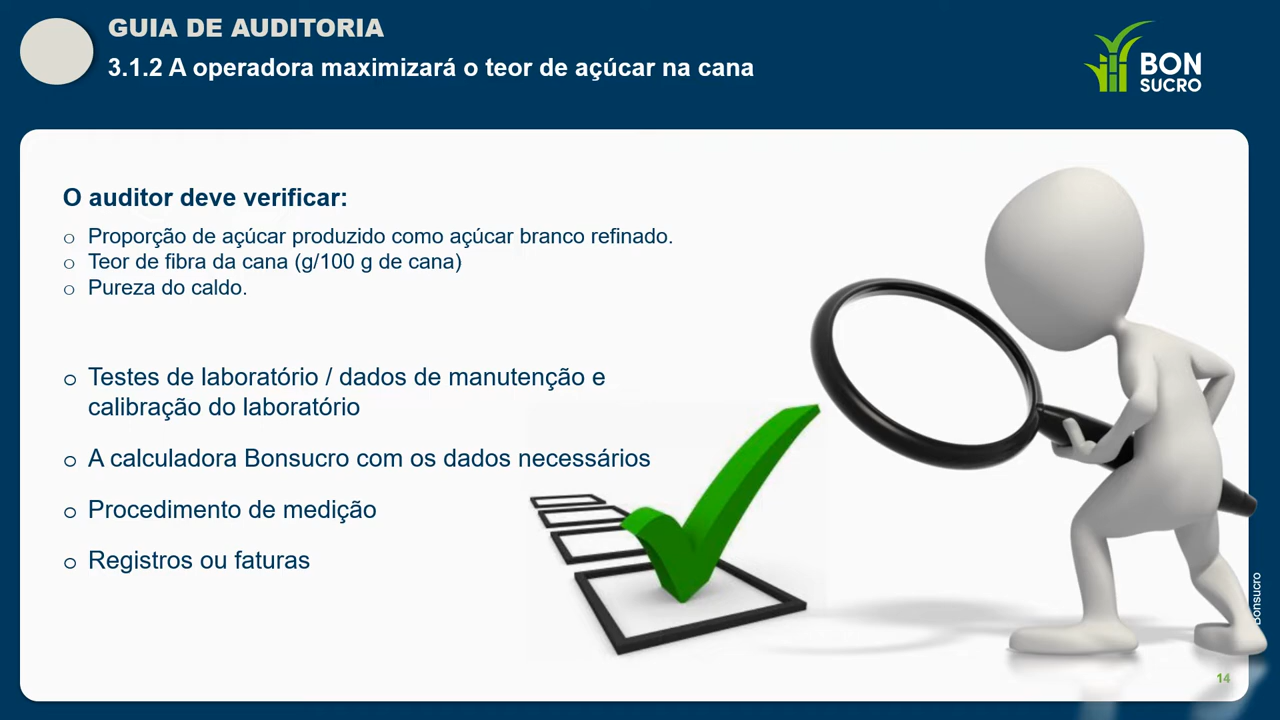 GUIA DE AUDITORIA
3.1.2 A operadora maximizará o teor de açúcar na cana
BON
SUCRO
O auditor deve verificar:
o Proporção de açúcar produzido como açúcar branco refinado.
o Teor de fibra da cana (g/100 g de cana)
o Pureza do caldo.
o Testes de laboratório / dados de manutenção e
calibração do laboratório
o A calculadora Bonsucro com os dados necessários
o Procedimento de medição
o Registros ou faturas
Bonsucro
14